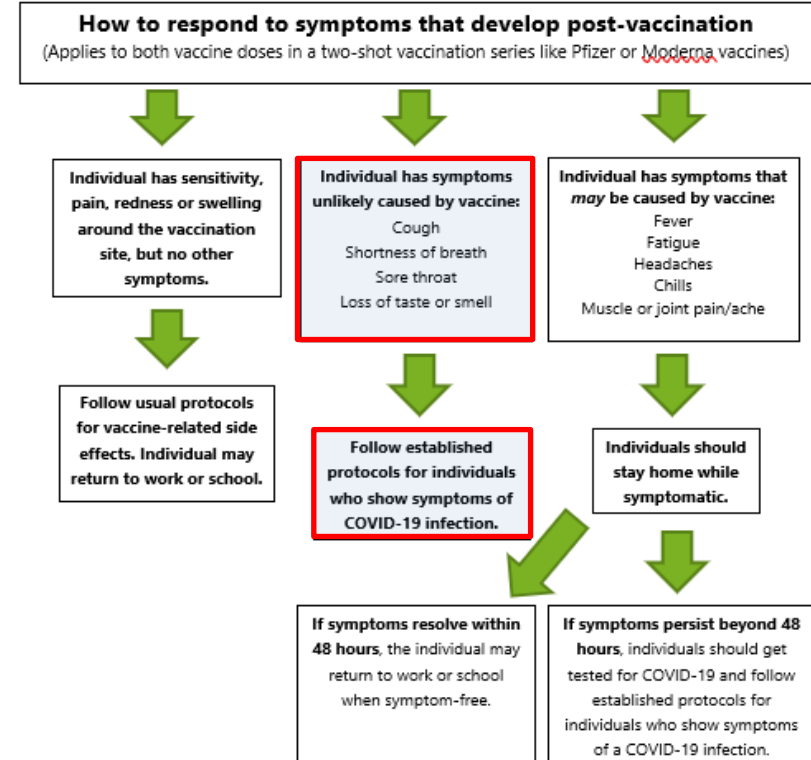 How to respond to symptoms that develop post-vaccination
(Applies to both vaccine doses in a two-shot vaccination series like Pfizer or Moderna vaccines)
Individual has sensitivity,
pain, redness or swelling
around the vaccination
site, but no other
symptoms.
Individual has symptoms
unlikely caused by vaccine:
Cough
Shortness of breath
Sore throat
Loss of taste or smell
Individual has symptoms that
may be caused by vaccine:
Fever
Fatigue
Headaches
Chills
Muscle or joint pain/ache
Follow usual protocols
for vaccine-related side
effects. Individual may
return to work or school.
Follow established
protocols for individuals
who show symptoms of
COVID-19 infection.
Individuals should
stay home while
symptomatic.
If symptoms resolve within
48 hours, the individual may
return to work or school
when symptom-free.
If symptoms persist beyond 48
hours, individuals should get
tested for COVID-19 and follow
established protocols for
individuals who show symptoms
of a COVID-19 infection.